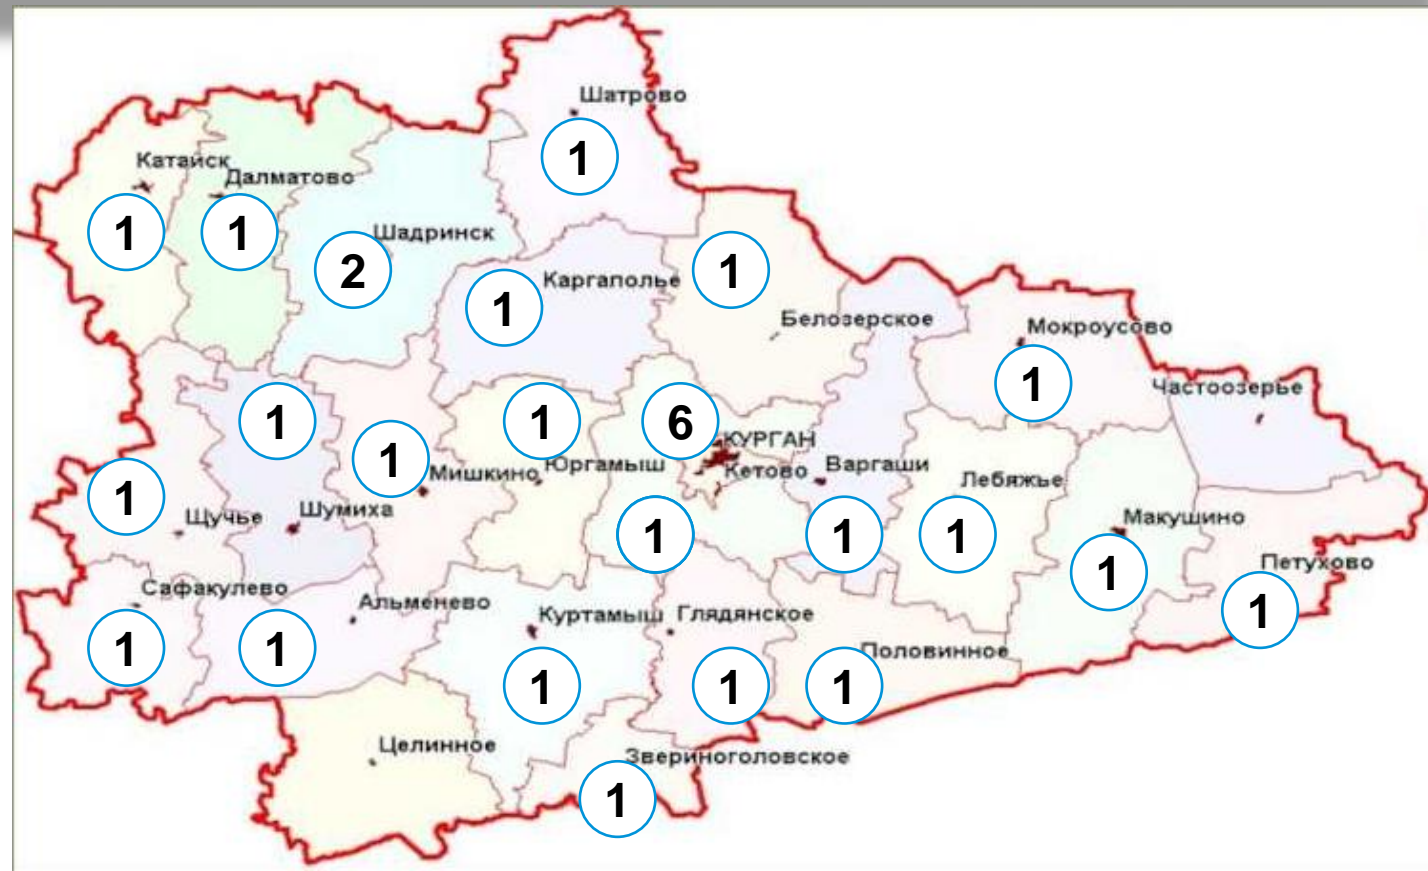 Шатрово
1
Катайск
Далматово
1
1
Шадринск
2
Каргаполье
1
1
Белозерское
Мокроусово
1
Частоозерье
1
1
6
КУРГАН
1
Мишкино
Юргамыш
Кетово
Варгаши
Лебяжье
1
Щучье
Шумиха
1
1
1
Макушино
1
Петухово
1
Сафакулево
Альменево
Куртамыш
Глядянское
1
1
Половинное
1
1
1
Целинное
Звериноголовское
1